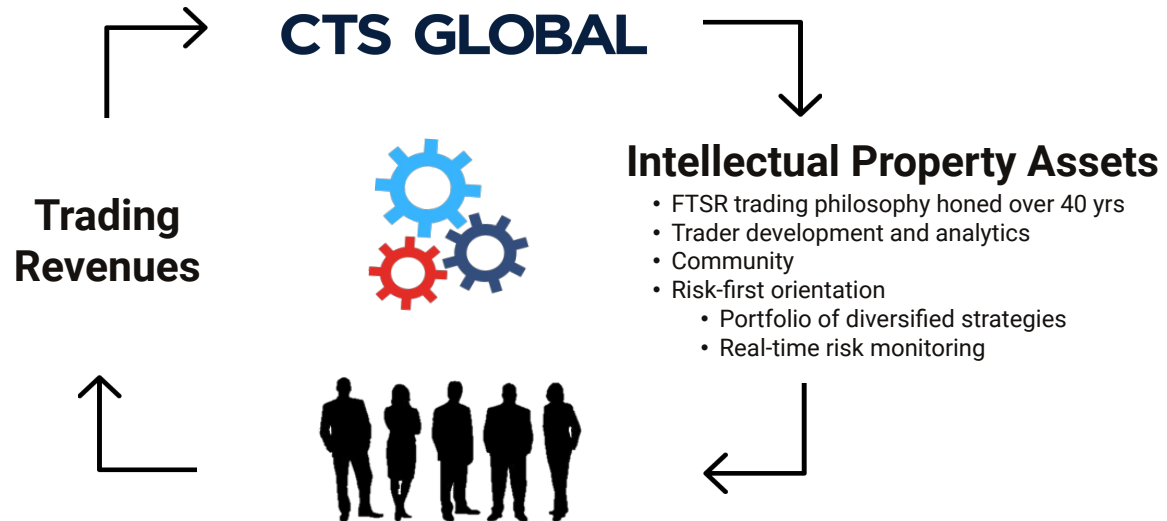 CTS GLOBAL
Trading
Revenues
Intellectual Property Assets
• FTSR trading philosophy honed over 40 yrs
• Trader development and analytics
• Community
• Risk-first orientation
• Portfolio of diversified strategies
• Real-time risk monitoring